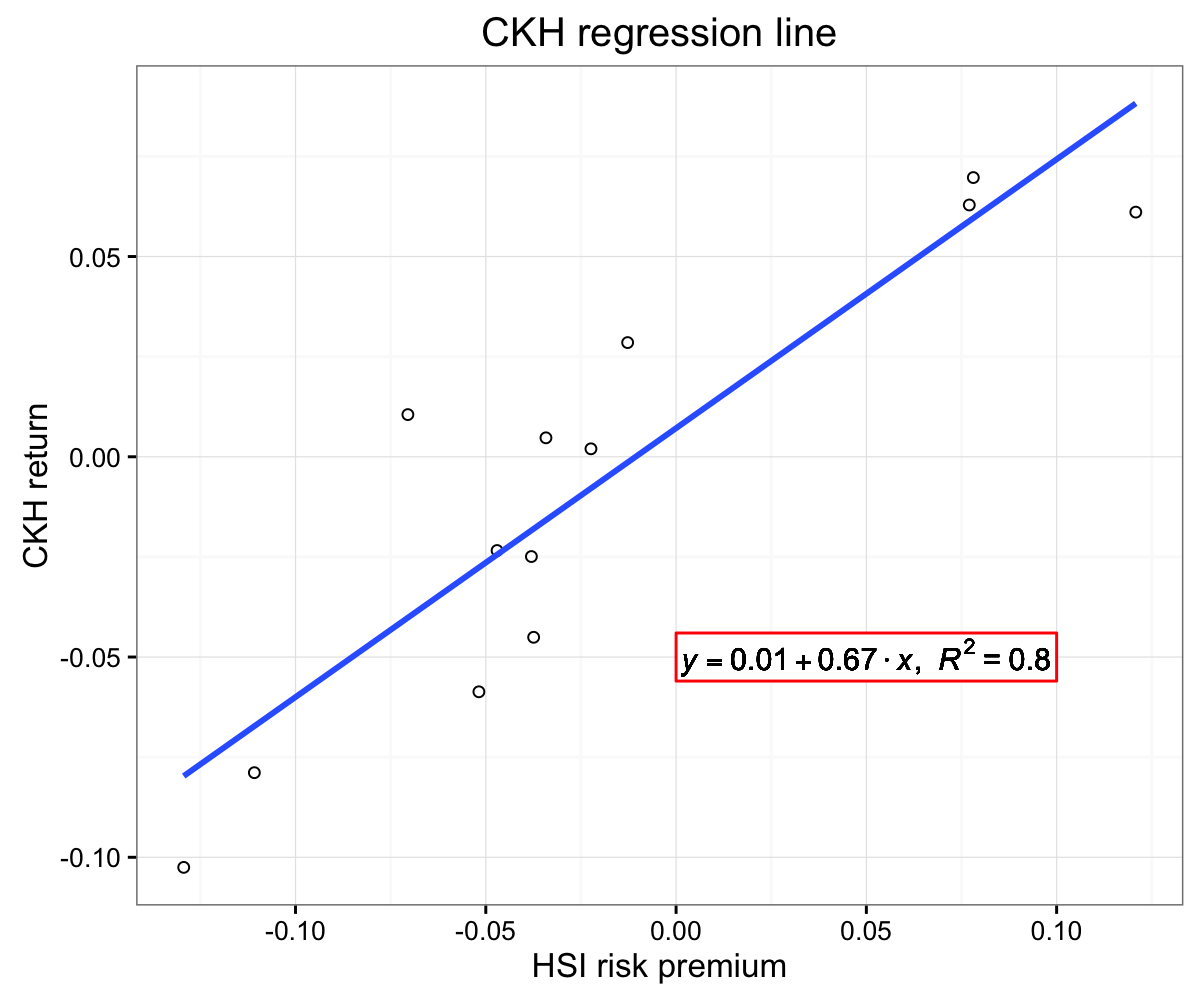 CKH regression line
CKH return
0.05
0.00
-0.05
-0.10
y = 0.01 + 0.67 · x, R² = 0.8
-0.10 -0.05 0.00 0.05 0.10
HSI risk premium